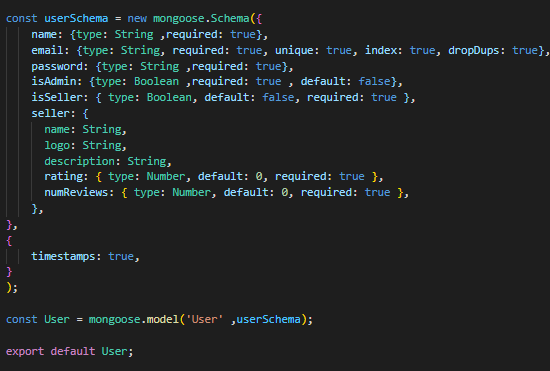 const userSchema = new mongoose.Schema({
    name: {type: String ,required: true},
    email: {type: String, required: true, unique: true, index: true, dropDups: true},
    password: {type: String ,required: true},
    isAdmin: {type: Boolean ,required: true , default: false},
    isSeller: { type: Boolean, default: false, required: true },
    seller: {
      name: String,
      logo: String,
      description: String,
      rating: { type: Number, default: 0, required: true },
      numReviews: { type: Number, default: 0, required: true },
    },
},
{
    timestamps: true,
}
);
const User = mongoose.model('User' ,userSchema);
export default User;